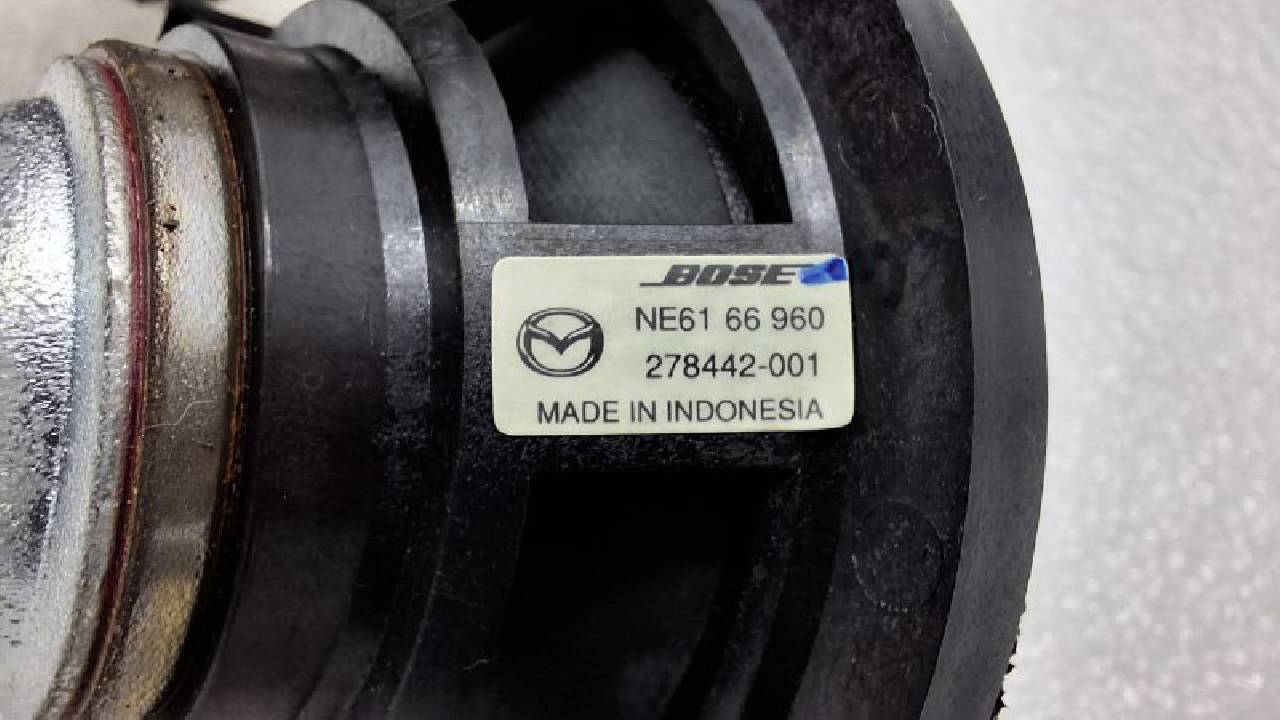 BOSE
NE61 66 960
278442-001
MADE IN INDONESIA